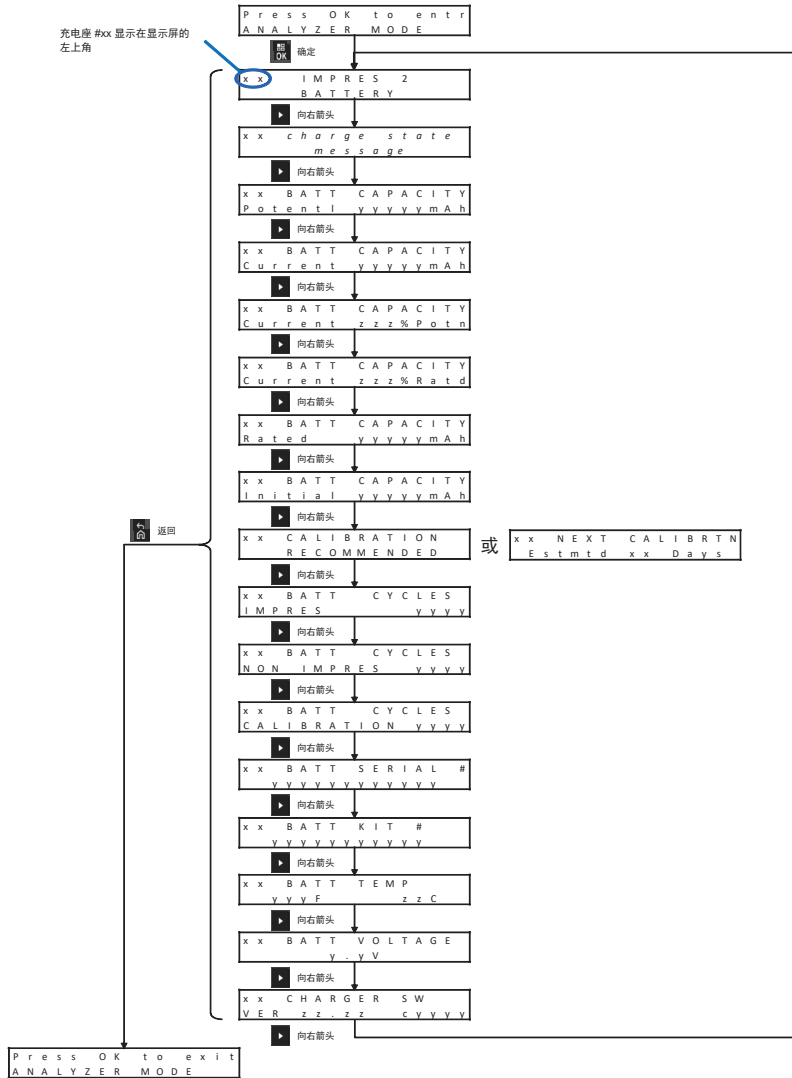 Press OK to entr
ANALYZER MODE
充电座 #xx 显示在显示屏的
左上角
OK 确定
xx IMPRES 2
BATTERY
向右箭头
xx charge state
message
向右箭头
xx BATT CAPACITY
Potentl yyyyymAh
向右箭头
xx BATT CAPACITY
Current yyyyymAh
向右箭头
xx BATT CAPACITY
Current zzz%Potn
向右箭头
xx BATT CAPACITY
Current zzz%Ratd
向右箭头
xx BATT CAPACITY
Rated yyyyymAh
向右箭头
xx BATT CAPACITY
Initial yyyyymAh
向右箭头
返回
xx CALIBRATION
RECOMMENDED
或
xx NEXT CALIBRTN
Estmtd xx Days
向右箭头
xx BATT CYCLES
IMPRES yyyy
向右箭头
xx BATT CYCLES
NON IMPRES yyyy
向右箭头
xx BATT CYCLES
CALIBRATION yyyy
向右箭头
xx BATT SERIAL #
yyyyyyyyyyyy
向右箭头
xx BATT KIT #
yyyyyyyyyyy
向右箭头
xx BATT TEMP
yyyF zzC
向右箭头
xx BATT VOLTAGE
y.yV
向右箭头
xx CHARGER SW
VER zz.zz cyyyy
向右箭头
Press OK to exit
ANALYZER MODE